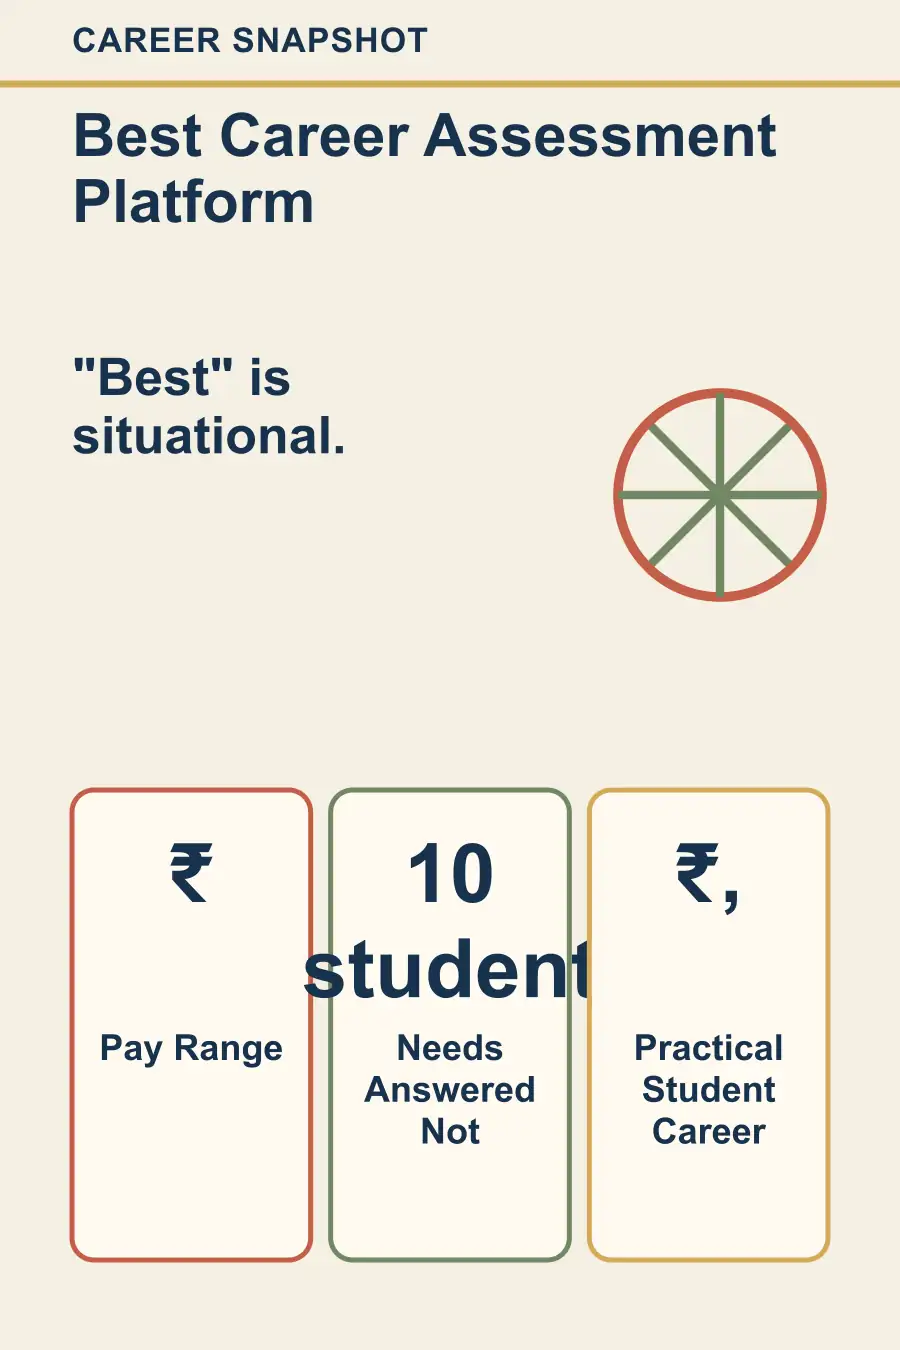 CAREER SNAPSHOT
Best Career Assessment
Platform
"Best" is
situational.
₹
Pay Range
10
student
Needs
Answered
Not
₹,
Practical
Student
Career